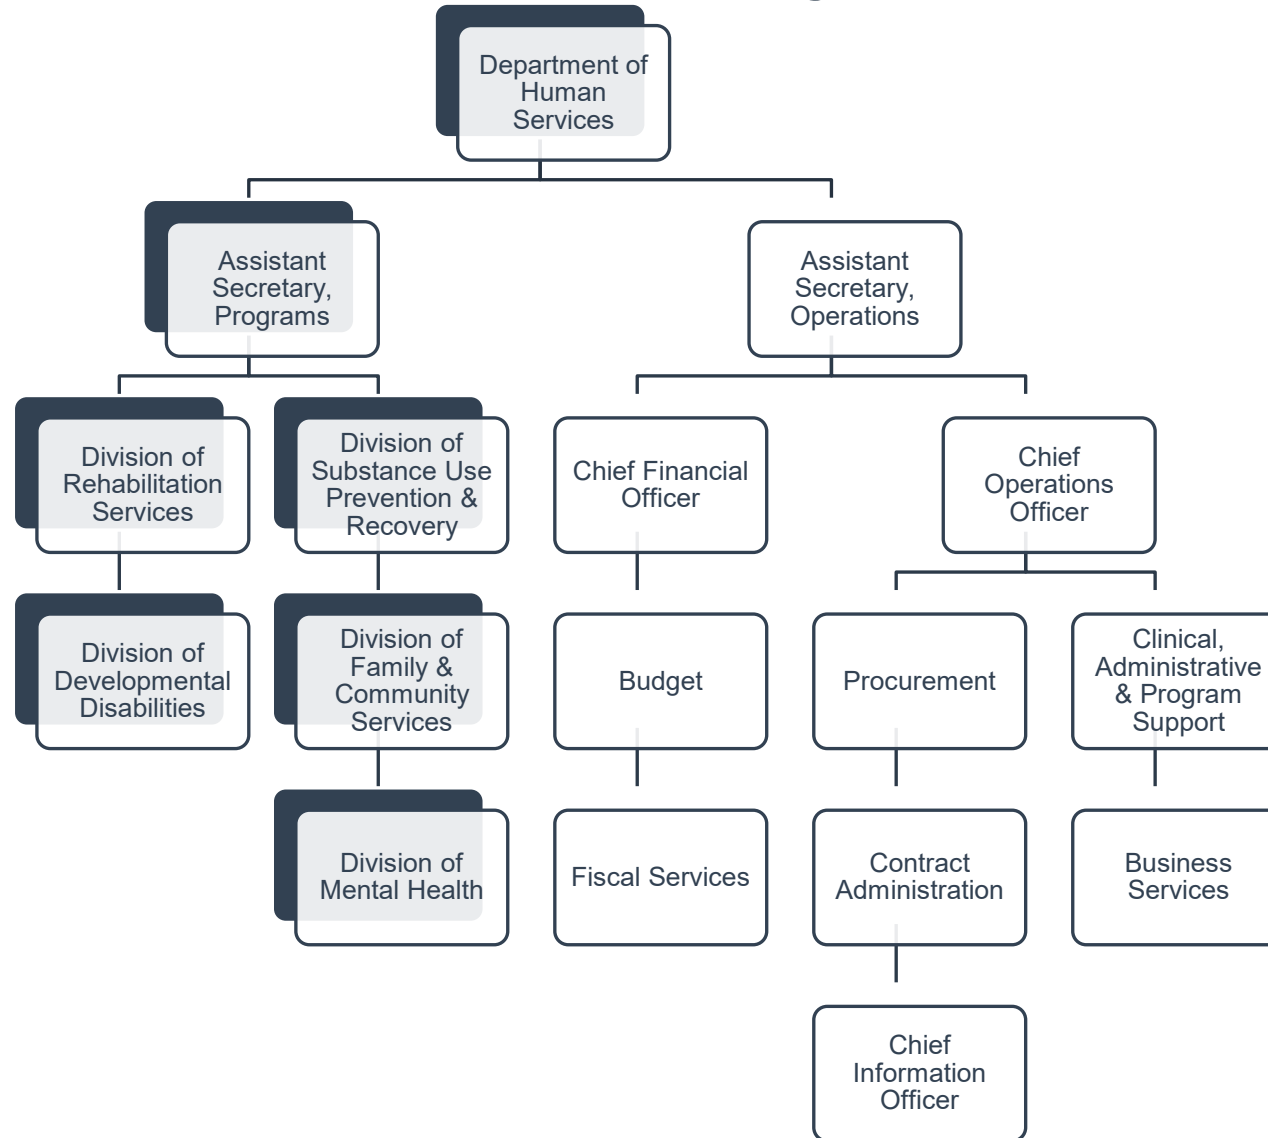 Department of
Human
Services
Assistant
Secretary,
Programs
Assistant
Secretary,
Operations
Division of
Rehabilitation
Services
Division of
Substance Use
Prevention &
Recovery
Chief Financial
Officer
Chief
Operations
Officer
Division of
Developmental
Disabilities
Division of
Family &
Community
Services
Budget
Procurement
Clinical,
Administrative
& Program
Support
Division of
Mental Health
Fiscal Services
Contract
Administration
Business
Services
Chief
Information
Officer